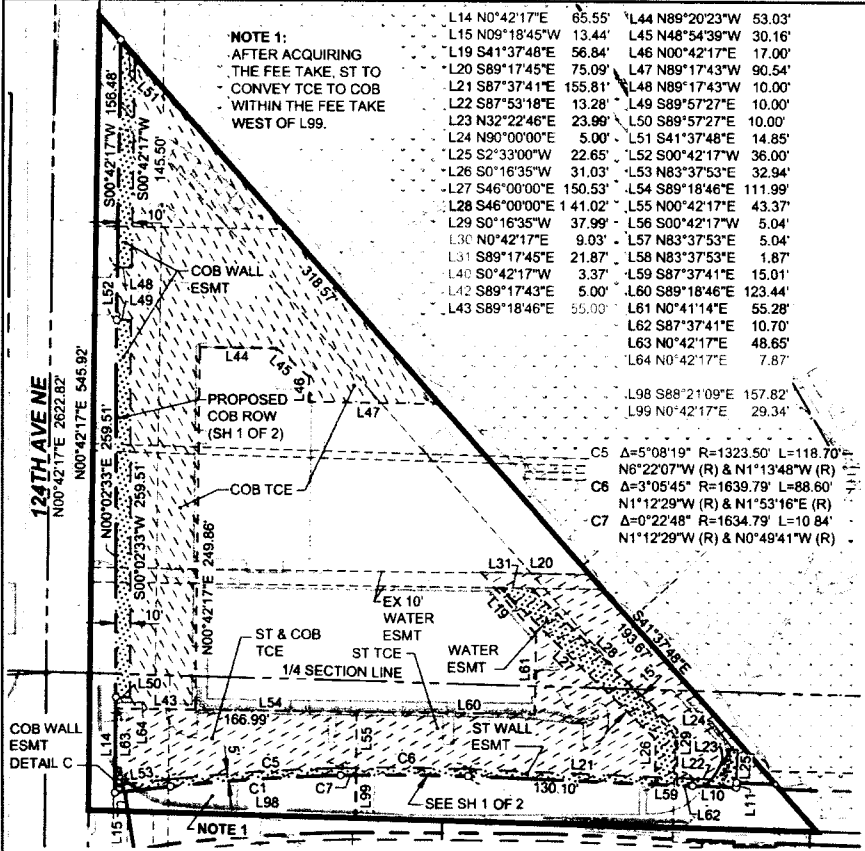 NOTE 1:
AFTER ACQUIRING
THE FEE TAKE, ST TO
CONVEY TCE TO COB
WITHIN THE FEE TAKE
WEST OF L99.
L14 N0°42'17"E 65.55'
L15 N09°18'45"W 13.44'
L19 S41°37'48"E 56.84'
L20 S89°17'45"E 75.09'
L21 S87°37'41"E 155.81'
L22 S87°53'18"E 13.28'
L23 N32°22'46"E 23.99'
L24 N90°00'00"E 5.00'
L25 S2°33'00"W 22.65'
L26 S0°16'35"W 31.03'
L27 S46°00'00"E 150.53'
L28 S46°00'00"E 141.02'
L29 S0°16'35"W 37.99'
L30 N0°42'17"E 9.03'
L31 S89°17'45"E 21.87'
L40 S0°42'17"W 3.37'
L42 S89°17'43"E 5.00'
L43 S89°18'46"E 55.00'
L44 N89°20'23"W 53.03'
L45 N48°54'39"W 30.16'
L46 N00°42'17"E 17.00'
L47 N89°17'43"W 90.54'
L48 N89°17'43"W 10.00'
L49 S89°57'27"E 10.00'
L50 S89°57'27"E 10.00'
L51 S41°37'48"E 14.85'
L52 S00°42'17"W 36.00'
L53 N83°37'53"E 32.94'
L54 S89°18'46"E 111.99'
L55 N00°42'17"E 43.37'
L56 S00°42'17"W 5.04'
L57 N83°37'53"E 5.04'
L58 N83°37'53"E 1.87'
L59 S87°37'41"E 15.01'
L60 S89°18'46"E 123.44'
L61 N0°41'14"E 55.28'
L62 S87°37'41"E 10.70'
L63 N0°42'17"E 48.65'
L64 N0°42'17"E 7.87'
L98 S88°21'09"E 157.82'
L99 N0°42'17"E 29.34'
C5 Δ=5°08'19" R=1323.50' L=118.70'
N6°22'07"W (R) & N1°13'48"W (R)
C6 Δ=3°05'45" R=1639.79' L=88.60'
N1°12'29"W (R) & N1°53'16"E (R)
C7 Δ=0°22'48" R=1634.79' L=10.84'
N1°12'29"W (R) & N0°49'41"W (R)
124TH AVE NE
N00°42'17"E 2622.82'
N00°42'17"E 545.92'
S00°42'17"W 156.48'
S00°42'17"W
145.50'
L51
10'
COB WALL
ESMT
L52
L48
L49
318.57'
L44
L45
L46
L47
PROPOSED
COB ROW
(SH 1 OF 2)
COB TCE
N00°02'33"E 259.51'
S00°02'33"W 259.51'
10'
N00°42'17"E 249.86'
L31
L20
EX 10'
WATER
ESMT
L19
S41°37'48"E
193.67'
ST & COB
TCE
ST TCE
WATER
ESMT
L61
L27
L28
15'
1/4 SECTION LINE
L50
L43
L54
166.99'
L60
ST WALL
ESMT
COB WALL
ESMT
DETAIL C
L14
L63
L64
L55
L26
L29
L24
L23
L22
L25
L53
5'
C5
C6
L21
C1
C7
L98
L99
130.10'
L59
L10
L11
L62
SEE SH 1 OF 2
L15
NOTE 1